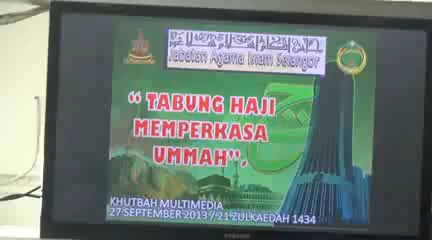 Jabatan Agama Islam Selangor
“ TABUNG HAJI
MEMPERKASA
UMMAH”,
KHUTBAH MULTIMEDIA
27 SEPTEMBER 2013 / 21 ZULKAEDAH 1434